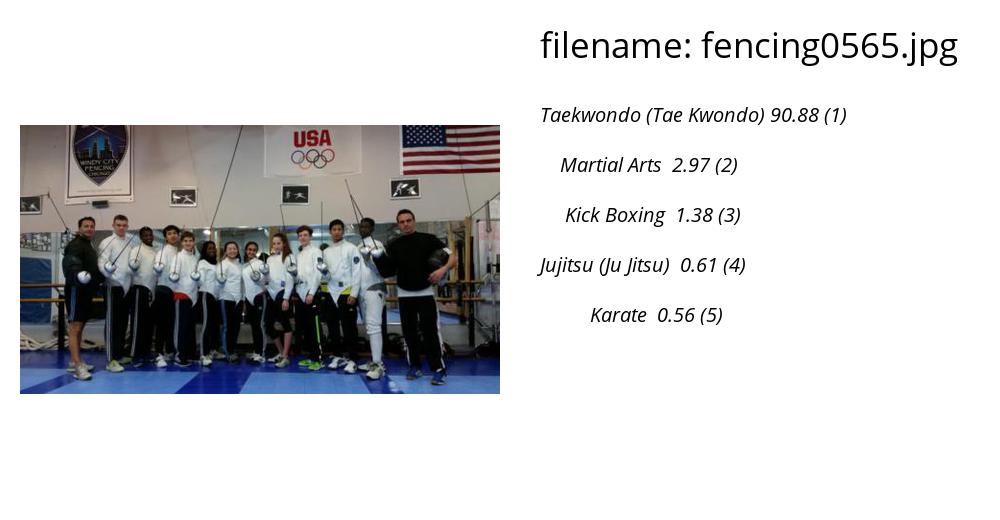 filename: fencing0565.jpg
Taekwondo (Tae Kwondo) 90.88 (1)
Martial Arts 2.97 (2)
Kick Boxing 1.38 (3)
Jujitsu (Ju Jitsu) 0.61 (4)
Karate 0.56 (5)
WINDY CITY
FENCING
CHICAGO
USA